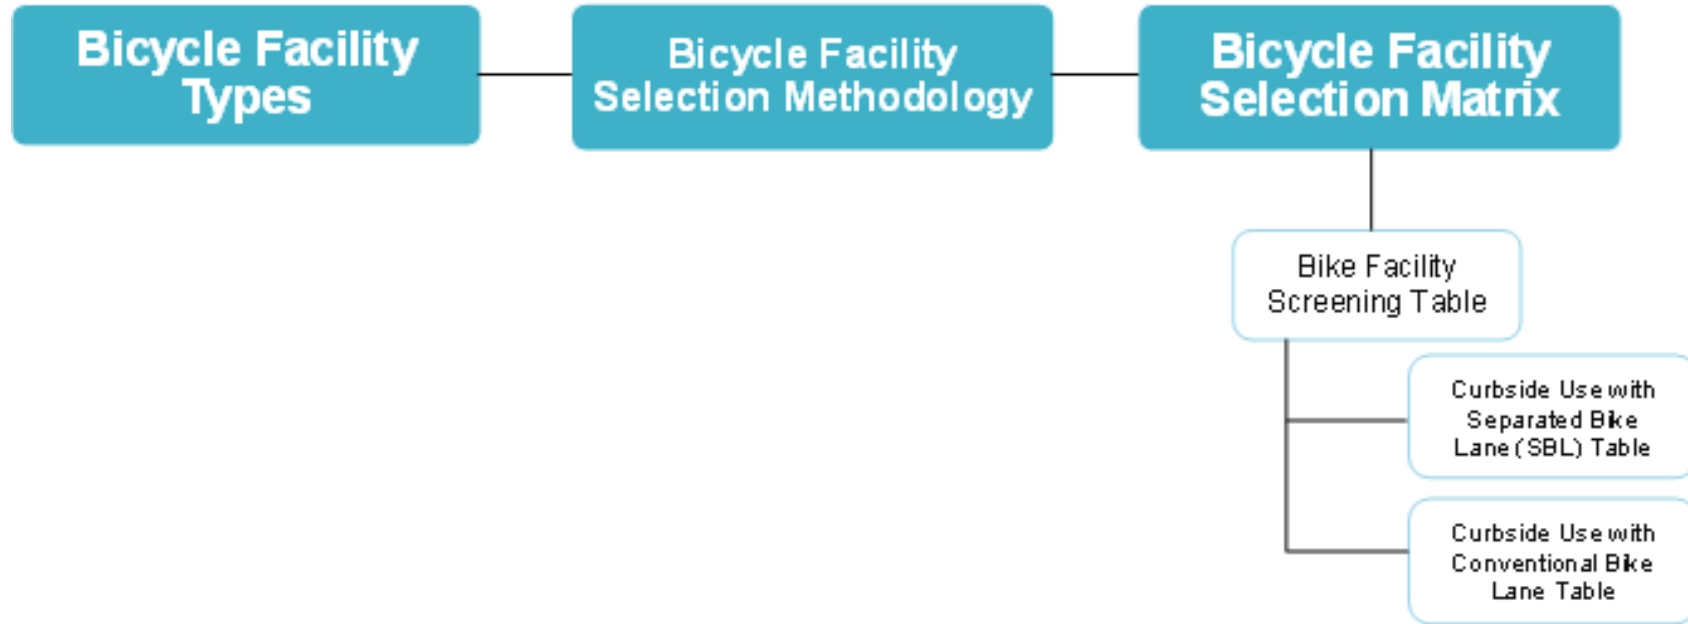 Bicycle Facility
Types
Bicycle Facility
Selection Methodology
Bicycle Facility
Selection Matrix
Bike Facility
Screening Table
Curbside Use with
Separated Bike
Lane (SBL) Table
Curbside Use with
Conventional Bike
Lane Table